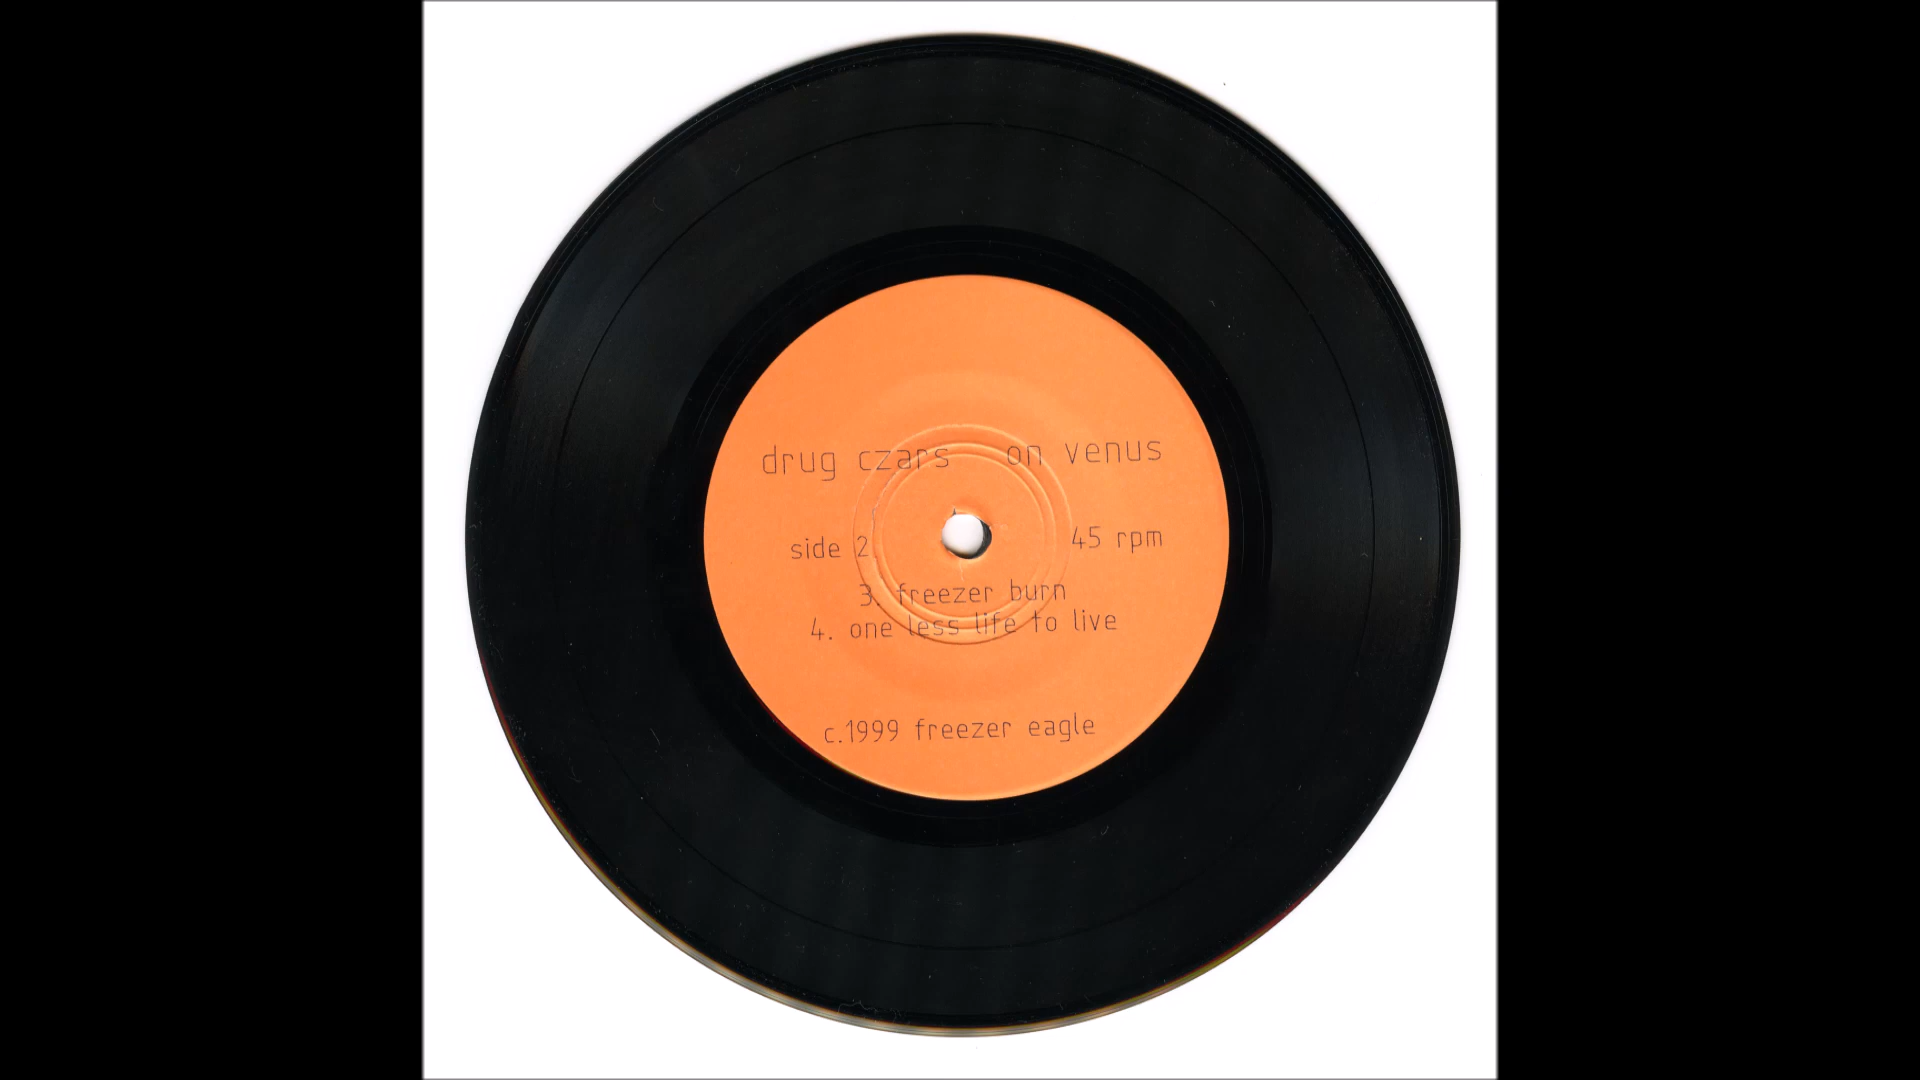 drug czars on venus
side 2. 45 rpm
3. freezer burn
4. one less life to live
c.1999 freezer eagle